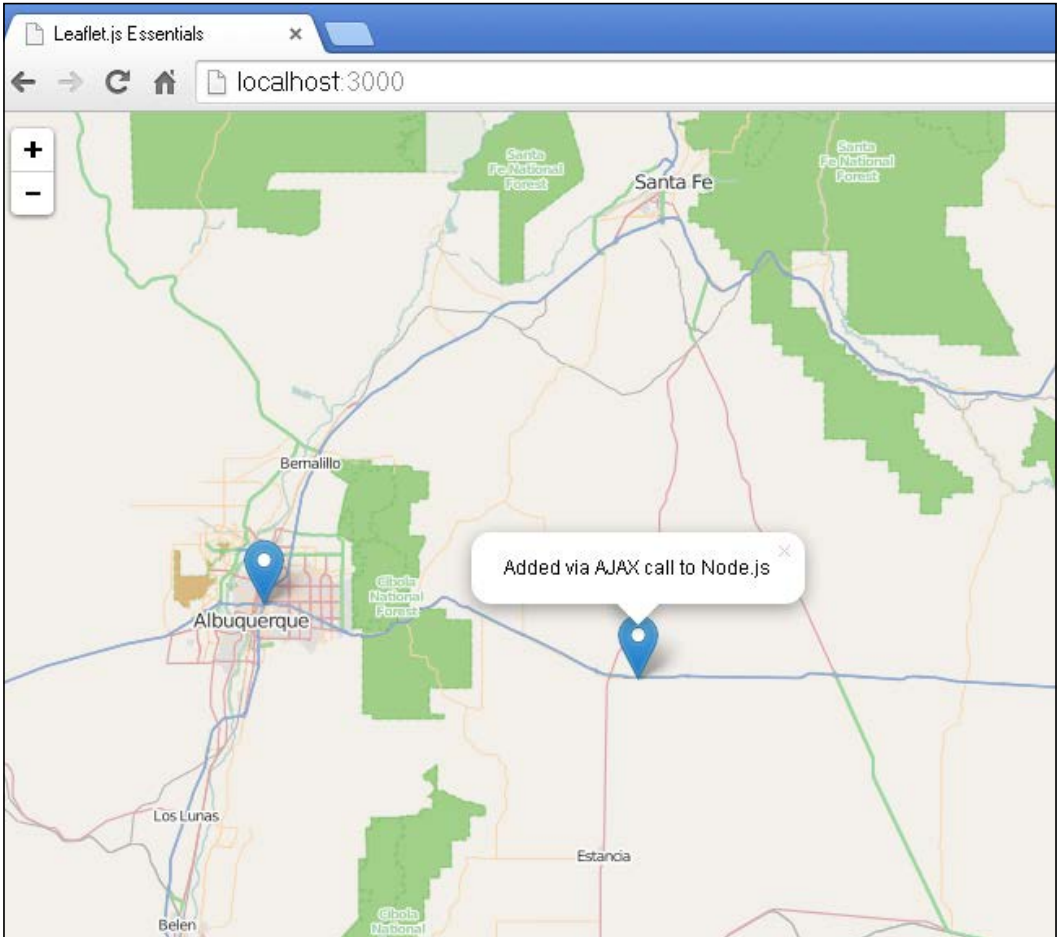 Leaflet.js Essentials
localhost:3000
+
Santa
Fe National
Forest
Santa
Fe National
Forest
Santa Fe
−
Bernalillo
Added via AJAX call to Node.js
Cibola
National
Forest
Albuquerque
Los Lunas
Estancia
Belen
Cibola
National